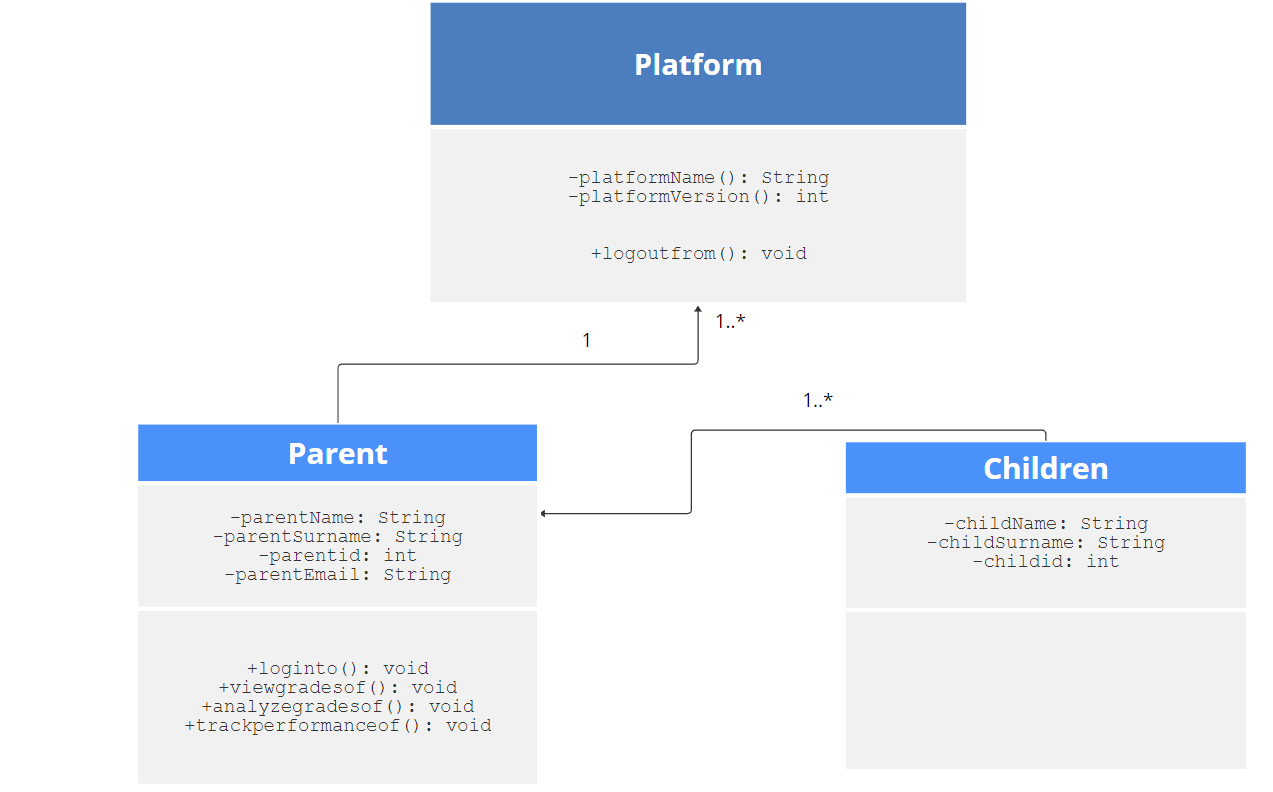 Platform
-platformName(): String
-platformVersion(): int
+logoutfrom(): void
1..*
1
1..*
Parent
-parentName: String
-parentSurname: String
-parentid: int
-parentEmail: String
+loginto(): void
+viewgradesof(): void
+analyzegradesof(): void
+trackperformanceof(): void
Children
-childName: String
-childSurname: String
-childid: int